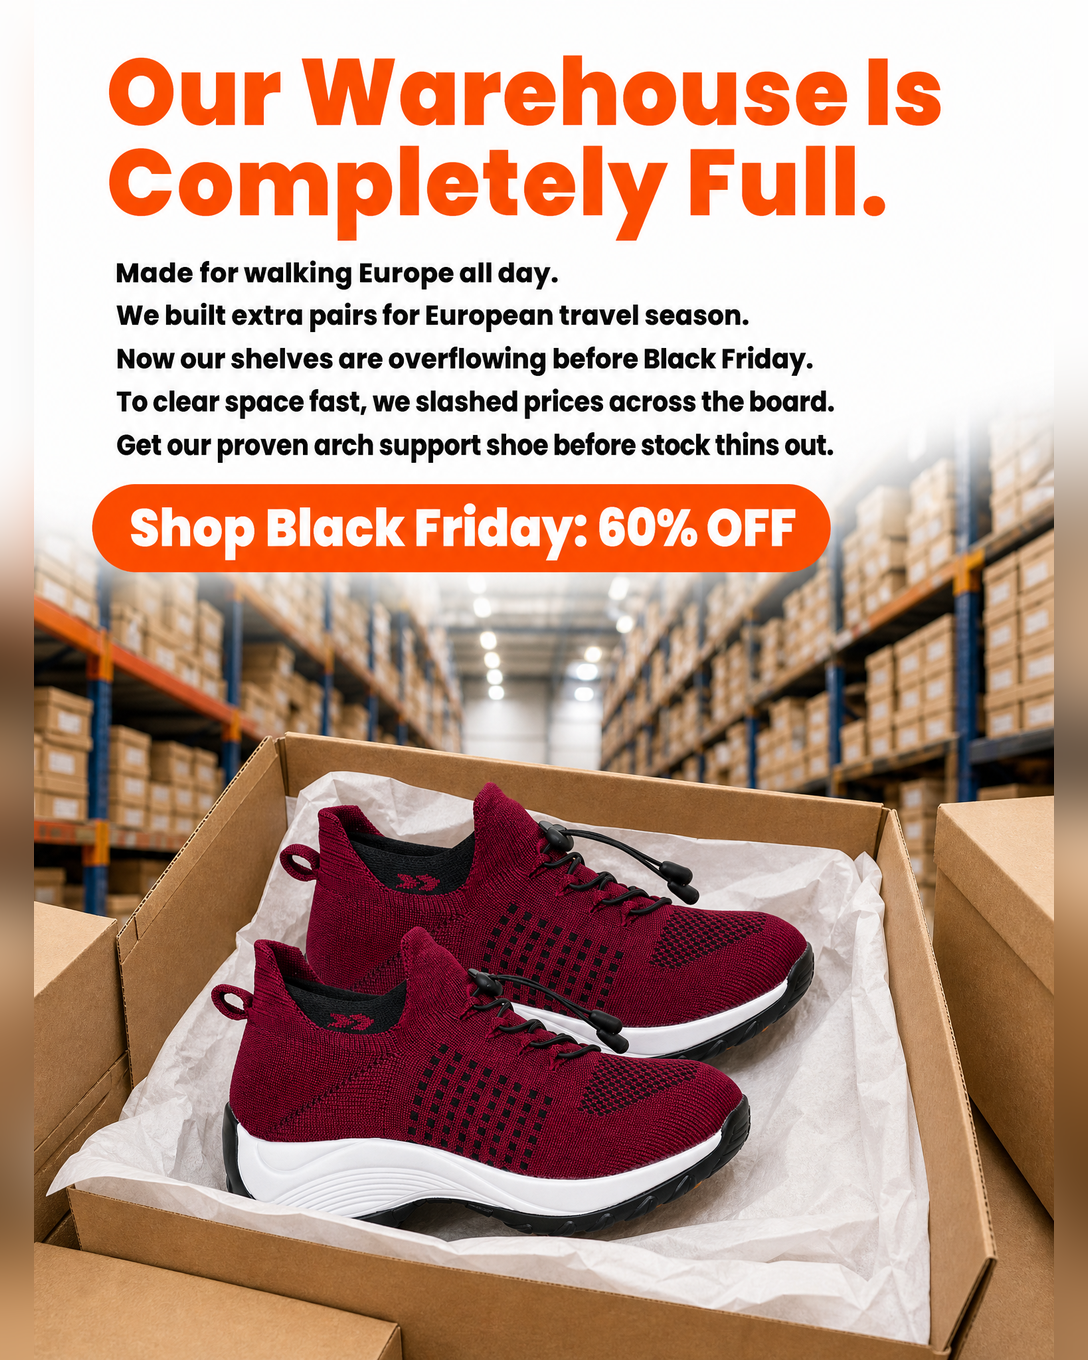 Our Warehouse Is
Completely Full.
Made for walking Europe all day.
We built extra pairs for European travel season.
Now our shelves are overflowing before Black Friday.
To clear space fast, we slashed prices across the board.
Get our proven arch support shoe before stock thins out.
Shop Black Friday: 60% OFF